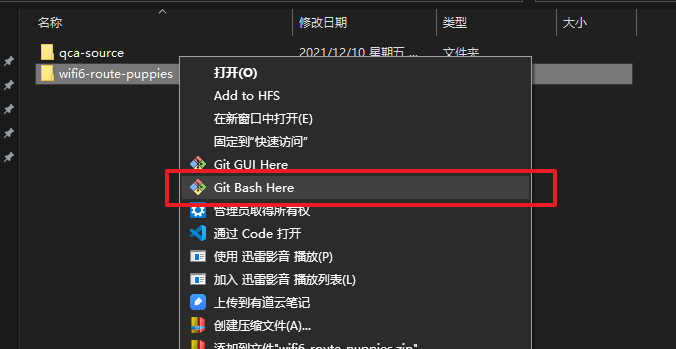 名称 修改日期 类型 大小
qca-source 2021/12/10 星期五 ... 文件夹
wifi6-route-puppies
打开(O)
Add to HFS
在新窗口中打开(E)
固定到"快速访问"
Git GUI Here
Git Bash Here
管理员取得所有权
通过 Code 打开
使用 迅雷影音 播放(P)
加入 迅雷影音 播放列表(L)
上传到有道云笔记
创建压缩文件(A)...
添加到文件"wifi6-route-puppies.zip"